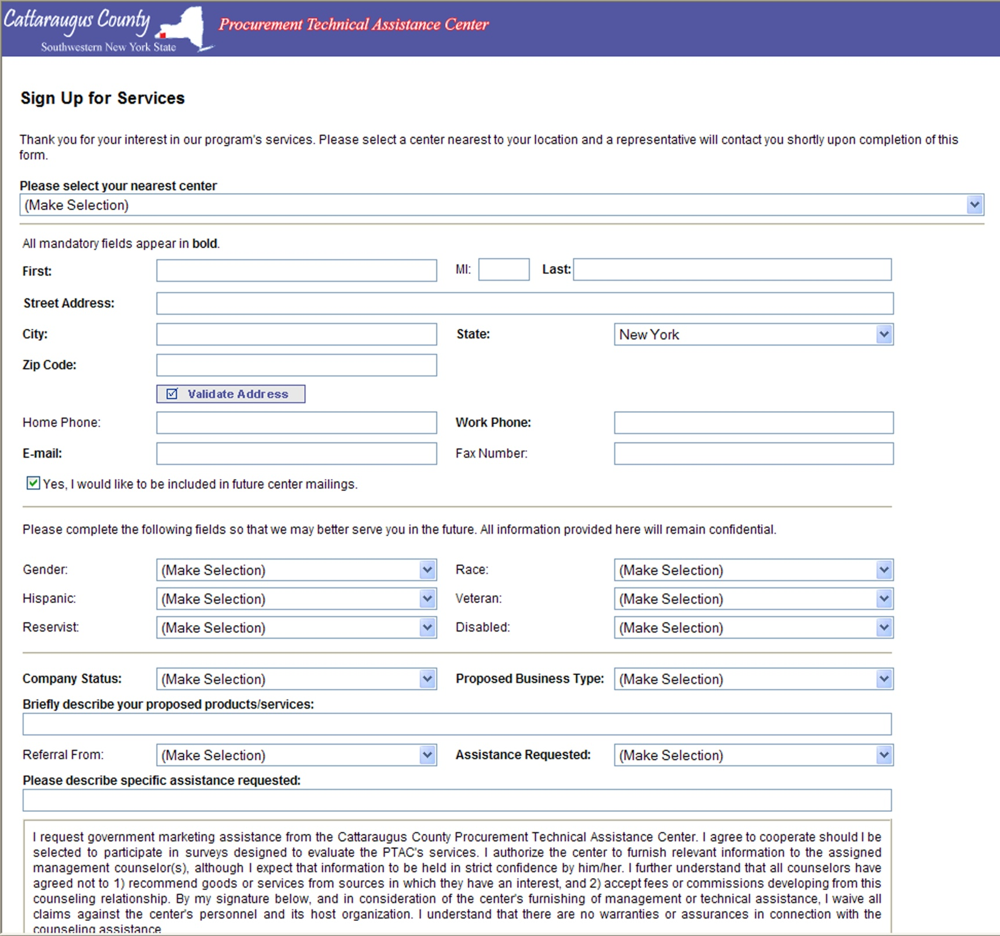 Cattaraugus County
Southwestern New York State
Procurement Technical Assistance Center
Sign Up for Services
Thank you for your interest in our program's services. Please select a center nearest to your location and a representative will contact you shortly upon completion of this
form.
Please select your nearest center
(Make Selection)
All mandatory fields appear in bold.
First: MI: Last:
Street Address:
City: State: New York
Zip Code:
Validate Address
Home Phone: Work Phone:
E-mail: Fax Number:
Yes, I would like to be included in future center mailings.
Please complete the following fields so that we may better serve you in the future. All information provided here will remain confidential.
Gender: (Make Selection) Race: (Make Selection)
Hispanic: (Make Selection) Veteran: (Make Selection)
Reservist: (Make Selection) Disabled: (Make Selection)
Company Status: (Make Selection) Proposed Business Type: (Make Selection)
Briefly describe your proposed products/services:
Referral From: (Make Selection) Assistance Requested: (Make Selection)
Please describe specific assistance requested:
I request government marketing assistance from the Cattaraugus County Procurement Technical Assistance Center. I agree to cooperate should I be
selected to participate in surveys designed to evaluate the PTAC's services. I authorize the center to furnish relevant information to the assigned
management counselor(s), although I expect that information to be held in strict confidence by him/her. I further understand that all counselors have
agreed not to 1) recommend goods or services from sources in which they have an interest, and 2) accept fees or commissions developing from this
counseling relationship. By my signature below, and in consideration of the center's furnishing of management or technical assistance, I waive all
claims against the center's personnel and its host organization. I understand that there are no warranties or assurances in connection with the
counseling assistance